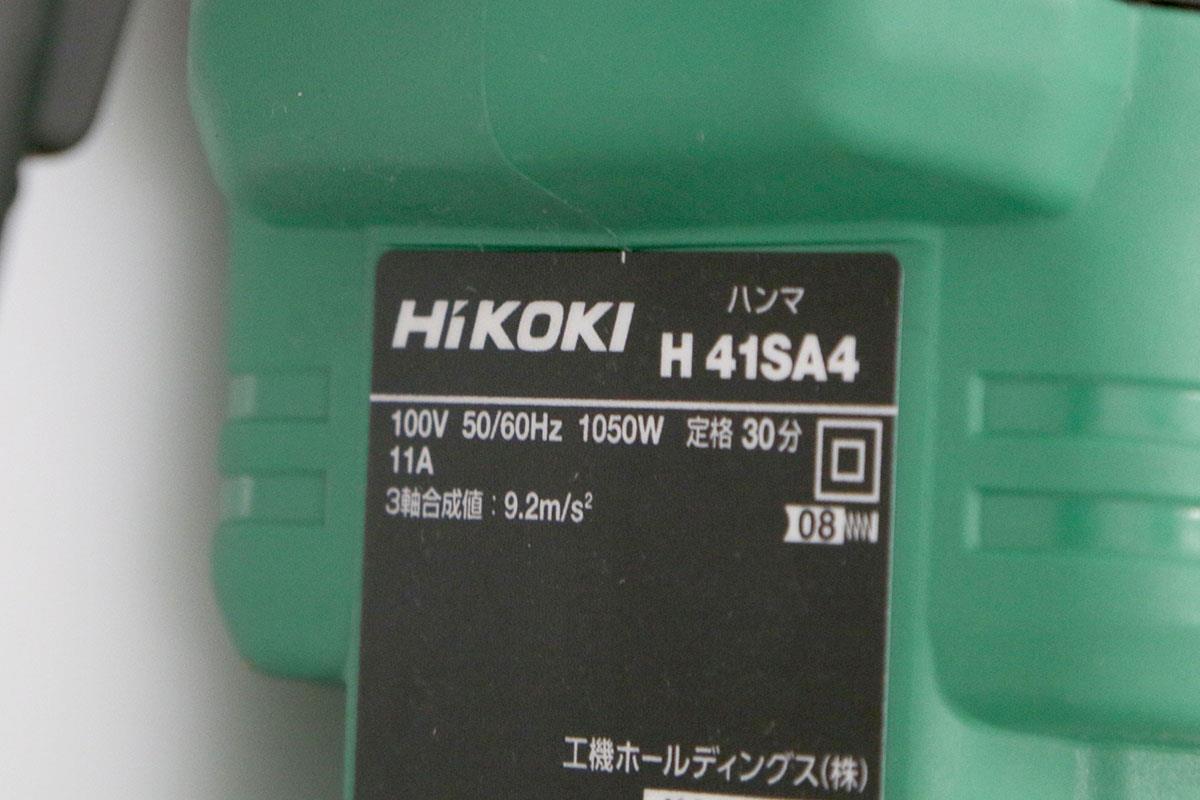 HiKOKI
ハンマ
H 41SA4
100V 50/60Hz 1050W 定格 30分
11A
3軸合成値 : 9.2m/s²
08
工機ホールディングス(株)